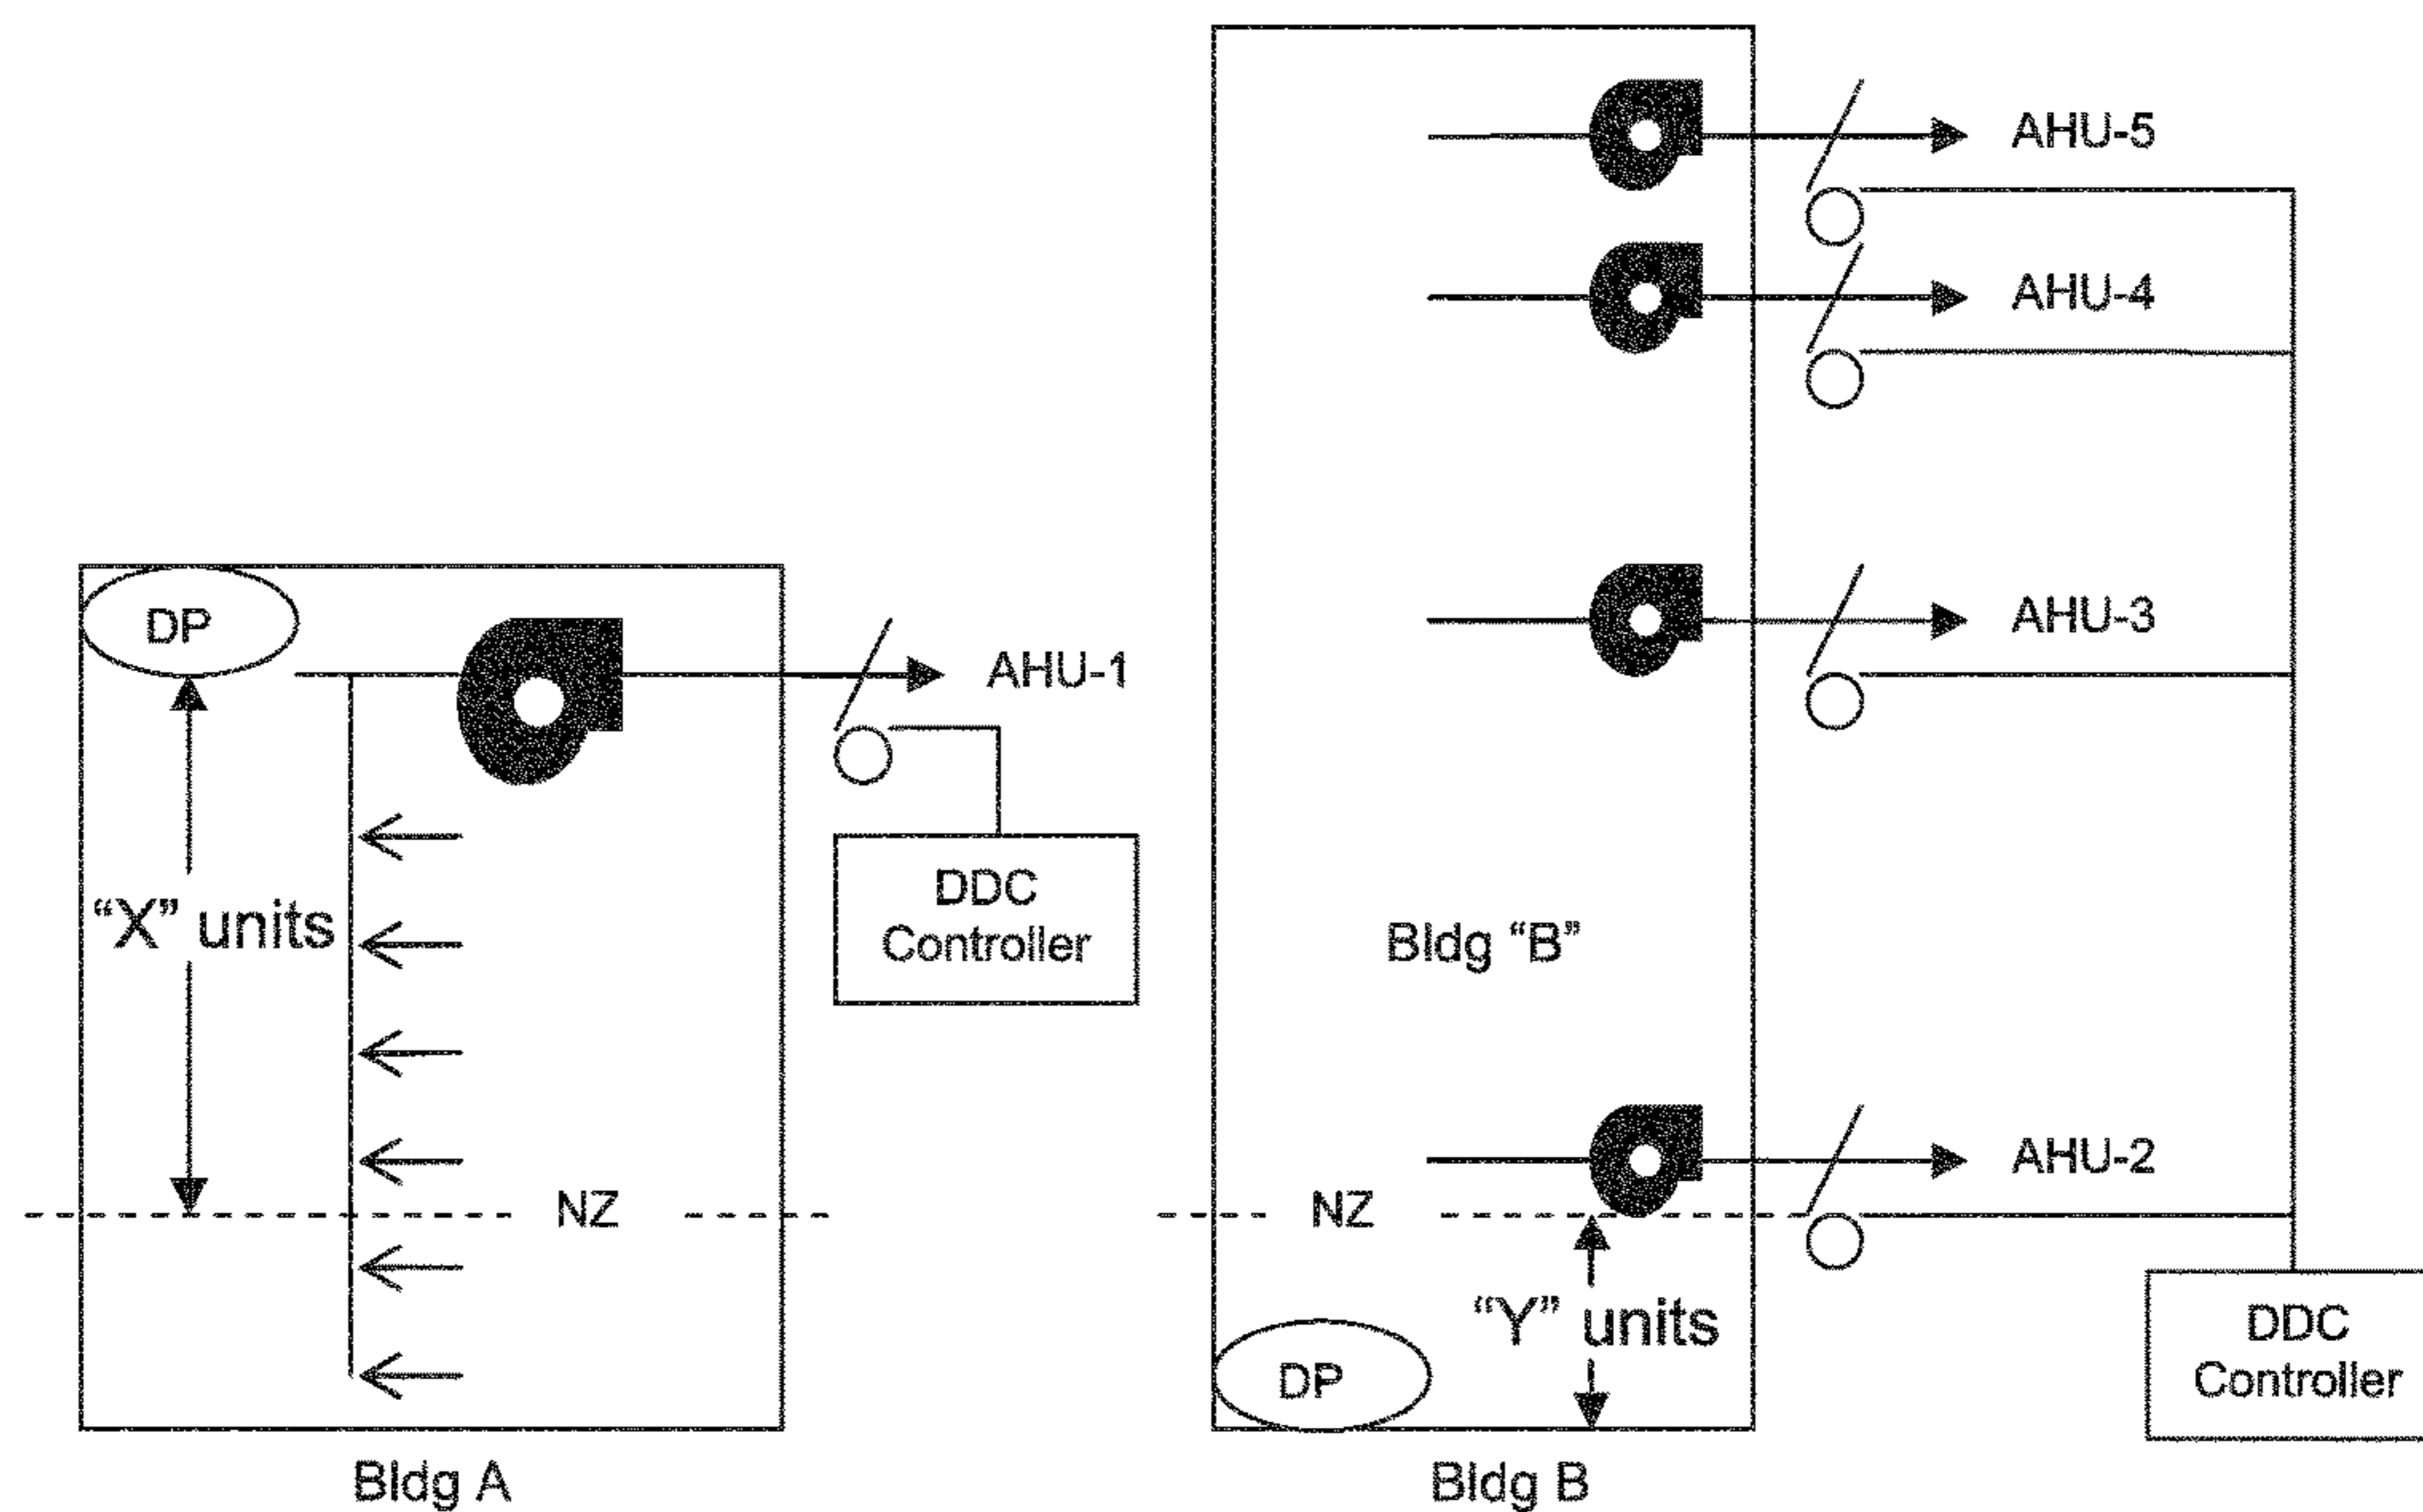 AHU-5
AHU-4
DP
AHU-3
AHU-1
"X" units
DDC
Controller
Bldg "B"
AHU-2
NZ
NZ
"Y" units
DP
DDC
Controller
Bldg A
Bldg B